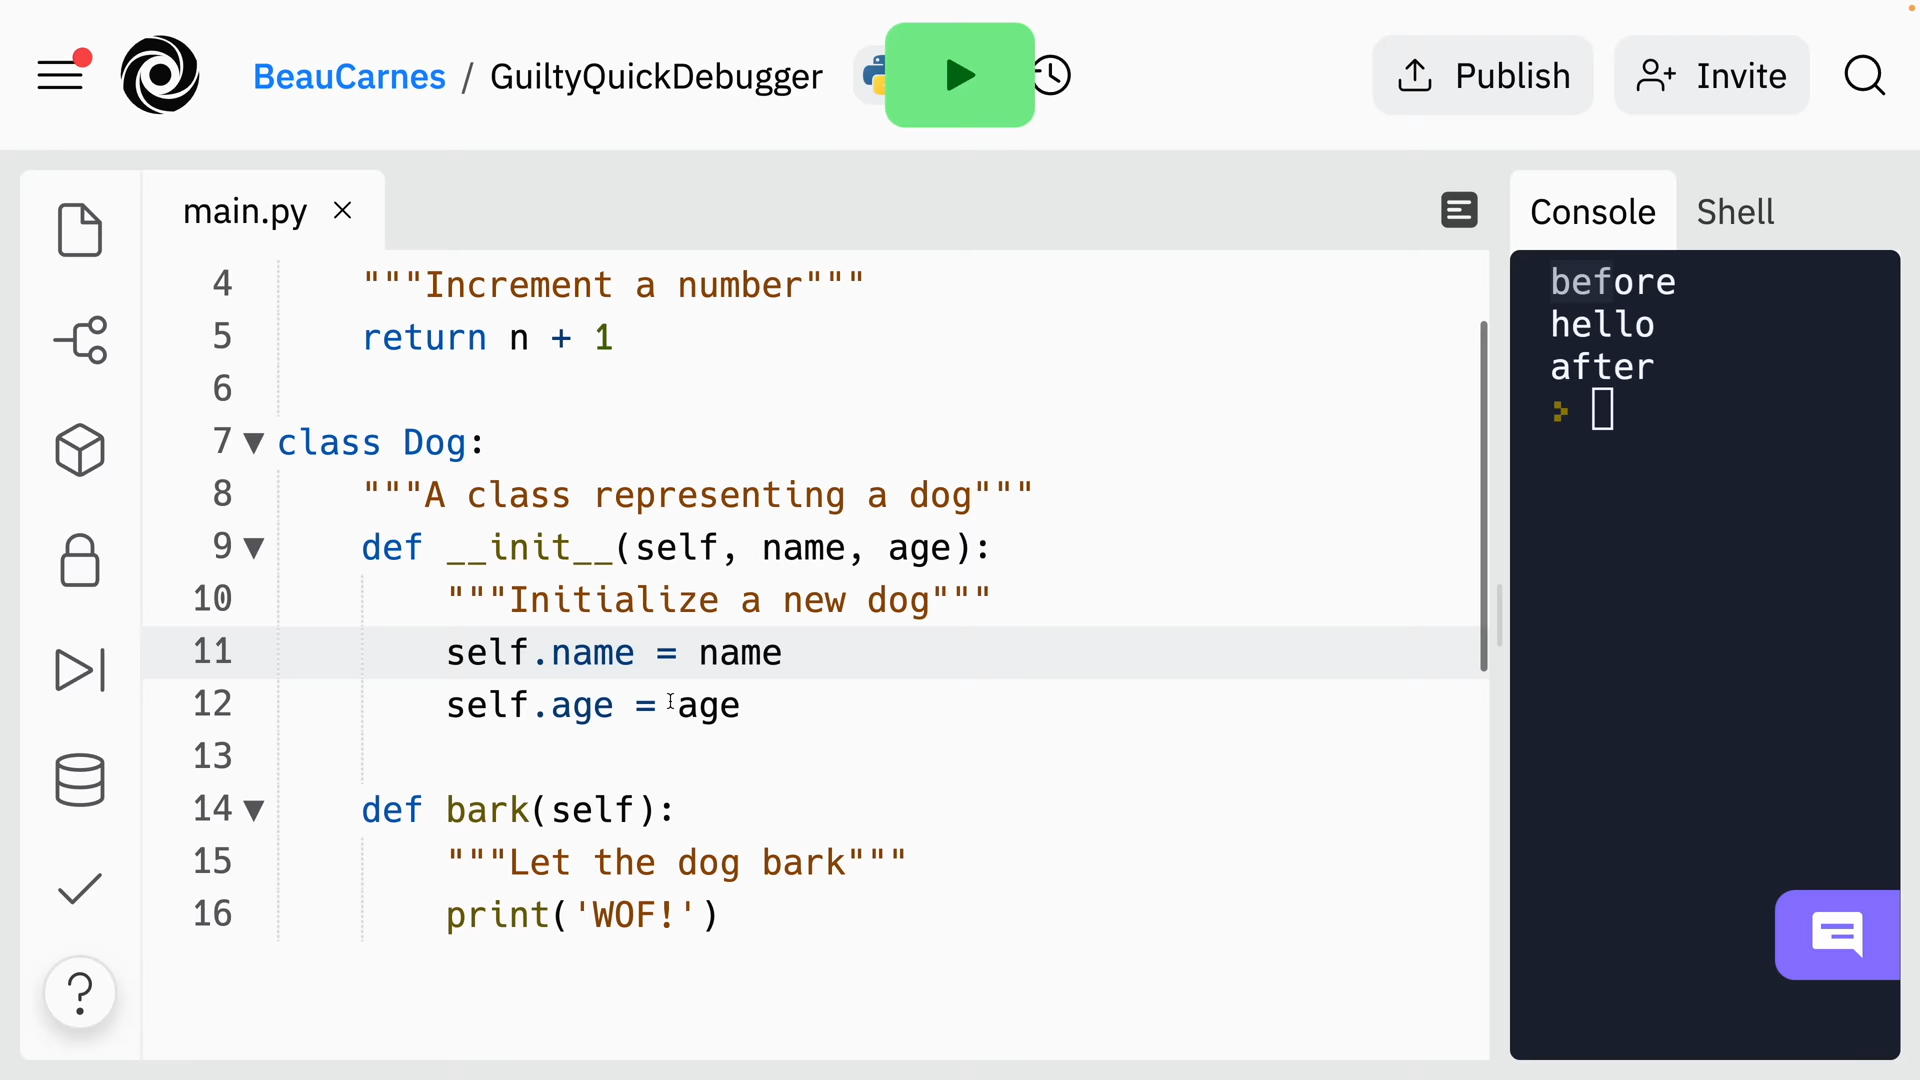 BeauCarnes / GuiltyQuickDebugger
Publish
Invite
main.py
4 """Increment a number"""
5 return n + 1
6
7 class Dog:
8 """A class representing a dog"""
9 def __init__(self, name, age):
10 """Initialize a new dog"""
11 self.name = name
12 self.age = age
13
14 def bark(self):
15 """Let the dog bark"""
16 print('WOF!')
Console Shell
before
hello
after